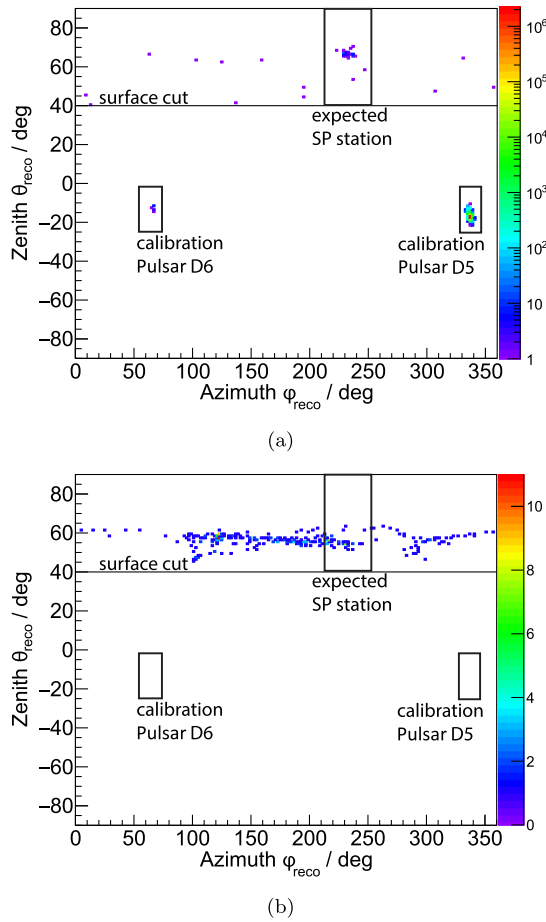 80
60
40
20
0
−20
−40
−60
−80
Zenith θreco / deg
surface cut
expected
SP station
calibration
Pulsar D6
calibration
Pulsar D5
0 50 100 150 200 250 300 350
Azimuth φreco / deg
10⁶
10⁵
10⁴
10³
10²
10
1
(a)
80
60
40
20
0
−20
−40
−60
−80
Zenith θreco / deg
surface cut
expected
SP station
calibration
Pulsar D6
calibration
Pulsar D5
0 50 100 150 200 250 300 350
Azimuth φreco / deg
10
8
6
4
2
0
(b)